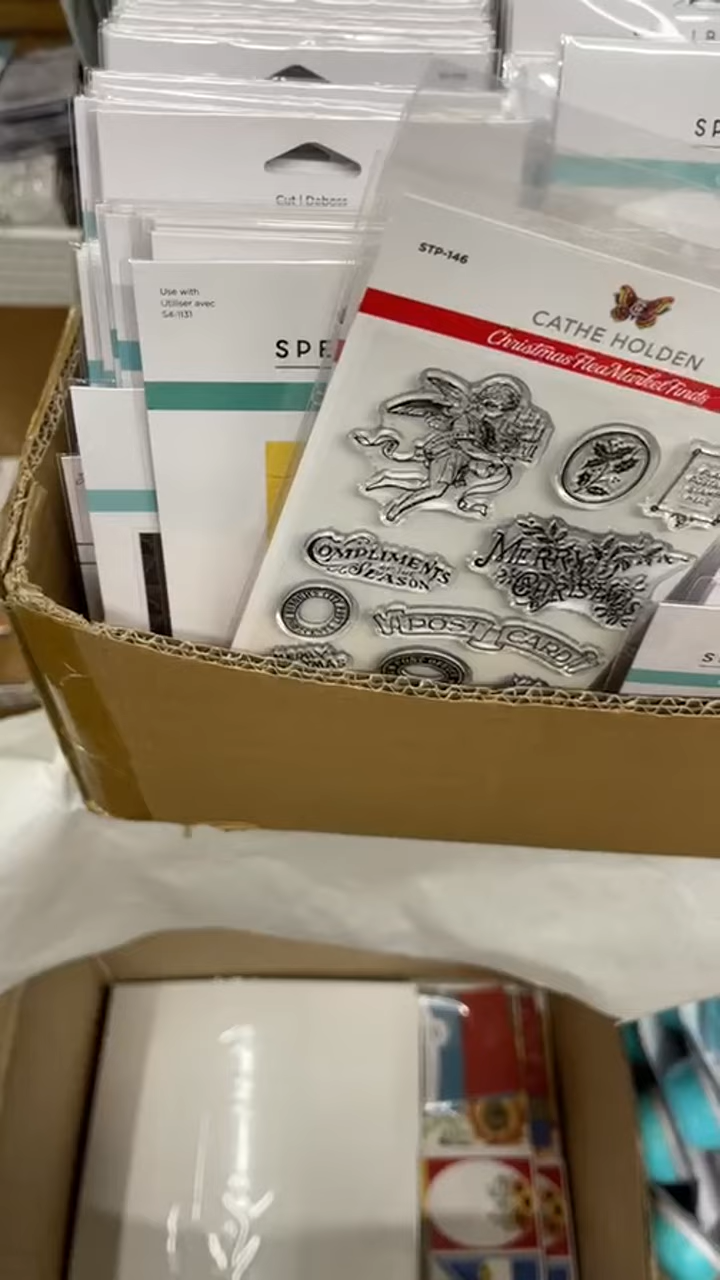 SP
Cut | Deboss
STP-146
CATHE HOLDEN
Christmas Flea Market Finds
Use with
Utiliser avec
S4-1131
SPE
COMPLIMENTS
OF THE
SEASON
MERRY
CHRISTMAS
POST CARD
S